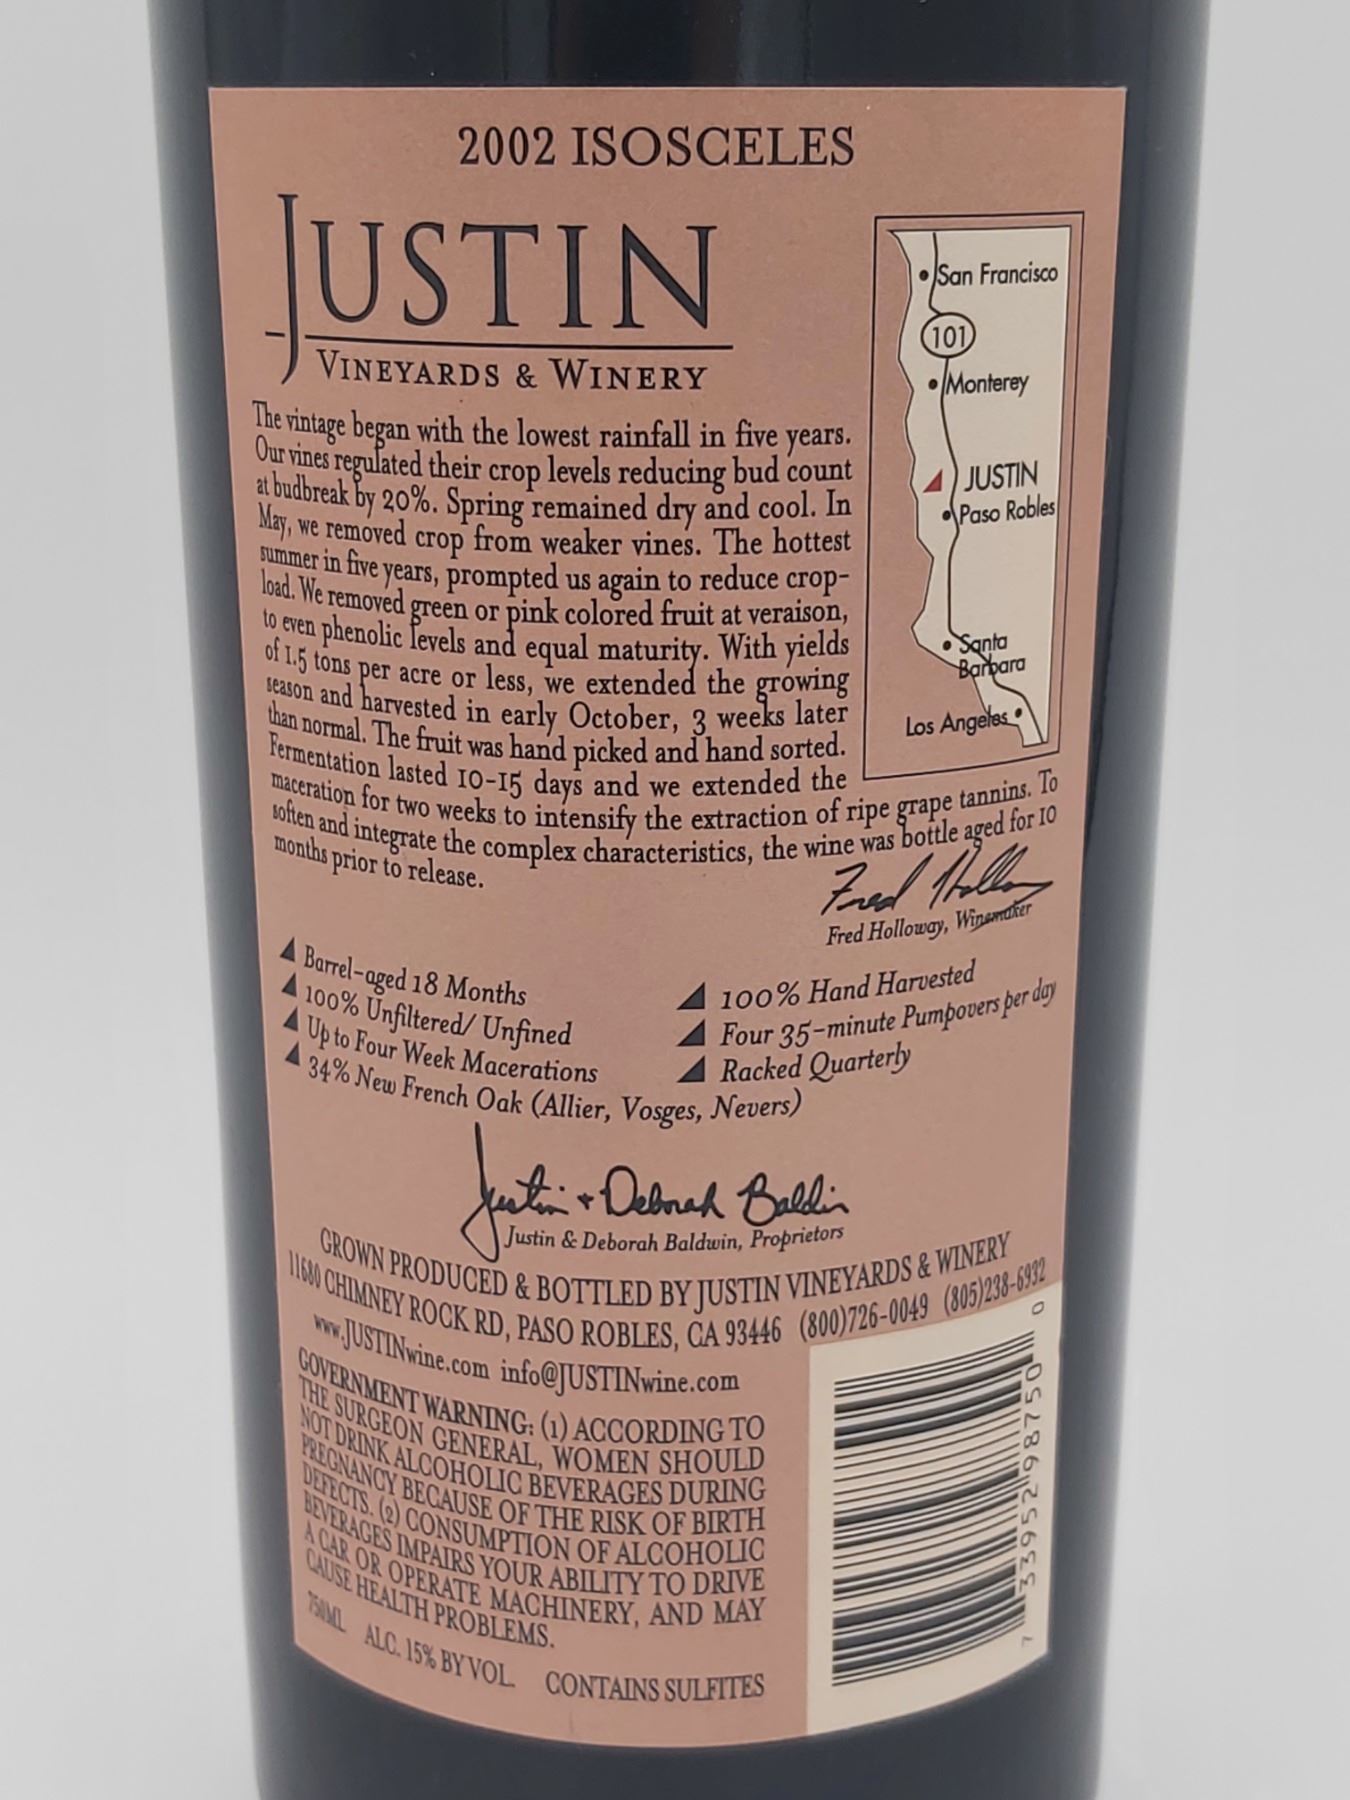 2002 ISOSCELES
JUSTIN
VINEYARDS & WINERY
The vintage began with the lowest rainfall in five years.
Our vines regulated their crop levels reducing bud count
at budbreak by 20%. Spring remained dry and cool. In
May, we removed crop from weaker vines. The hottest
summer in five years, prompted us again to reduce crop-
load. We removed green or pink colored fruit at veraison,
to even phenolic levels and equal maturity. With yields
of 1.5 tons per acre or less, we extended the growing
season and harvested in early October, 3 weeks later
than normal. The fruit was hand picked and hand sorted.
Fermentation lasted 10-15 days and we extended the
maceration for two weeks to intensify the extraction of ripe grape tannins. To
soften and integrate the complex characteristics, the wine was bottle aged for 10
months prior to release.
San Francisco
101
Monterey
JUSTIN
Paso Robles
Santa
Barbara
Los Angeles
Fred Holloway
Fred Holloway, Winemaker
Barrel-aged 18 Months
100% Unfiltered/ Unfined
Up to Four Week Macerations
34% New French Oak (Allier, Vosges, Nevers)
100% Hand Harvested
Four 35-minute Pumpovers per day
Racked Quarterly
Justin + Deborah Baldwin
Justin & Deborah Baldwin, Proprietors
GROWN PRODUCED & BOTTLED BY JUSTIN VINEYARDS & WINERY
11680 CHIMNEY ROCK RD, PASO ROBLES, CA 93446 (800)726-0049 (805)238-6932
www.JUSTINwine.com info@JUSTINwine.com
GOVERNMENT WARNING: (1) ACCORDING TO
THE SURGEON GENERAL, WOMEN SHOULD
NOT DRINK ALCOHOLIC BEVERAGES DURING
PREGNANCY BECAUSE OF THE RISK OF BIRTH
DEFECTS. (2) CONSUMPTION OF ALCOHOLIC
BEVERAGES IMPAIRS YOUR ABILITY TO DRIVE
A CAR OR OPERATE MACHINERY, AND MAY
CAUSE HEALTH PROBLEMS.
750ML ALC. 15% BY VOL. CONTAINS SULFITES
7 33952 98750 0